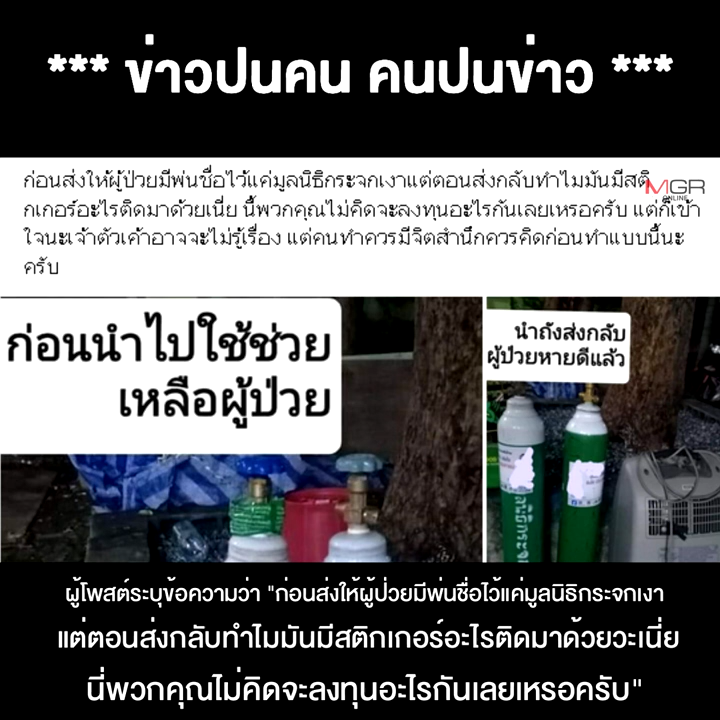 *** ข่าวปนคน คนปนข่าว ***
ก่อนส่งให้ผู้ป่วยมีพ่นชื่อไว้แค่มูลนิธิกระจกเงาแต่ตอนส่งกลับทำไมมันมีสติ
MGR
ONLINE
กเกอร์อะไรติดมาด้วยเนี่ย นี้พวกคุณไม่คิดจะลงทุนอะไรกันเลยเหรอครับ แต่ก็เข้า
ใจนะเจ้าตัวเค้าอาจจะไม่รู้เรื่อง แต่คนทำควรมีจิตสำนึกควรคิดก่อนทำแบบนี้นะ
ครับ
ก่อนนำไปใช้ช่วย
เหลือผู้ป่วย
นำถังส่งกลับ
ผู้ป่วยหายดีแล้ว
ผู้โพสต์ระบุข้อความว่า "ก่อนส่งให้ผู้ป่วยมีพ่นชื่อไว้แค่มูลนิธิกระจกเงา
แต่ตอนส่งกลับทำไมมันมีสติกเกอร์อะไรติดมาด้วยวะเนี่ย
นี่พวกคุณไม่คิดจะลงทุนอะไรกันเลยเหรอครับ"